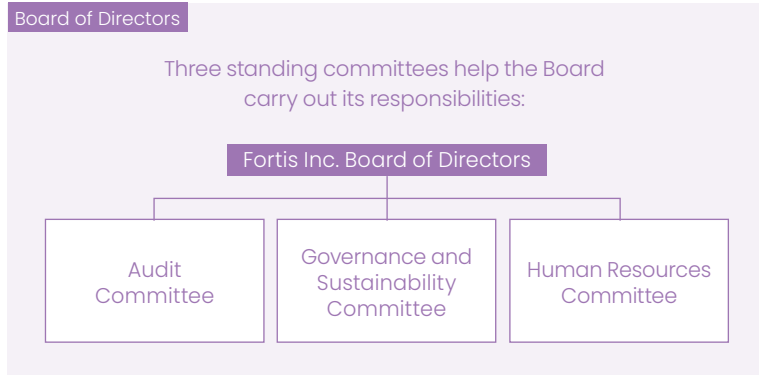 Board of Directors
Three standing committees help the Board
carry out its responsibilities:
Fortis Inc. Board of Directors
Audit
Committee
Governance and
Sustainability
Committee
Human Resources
Committee